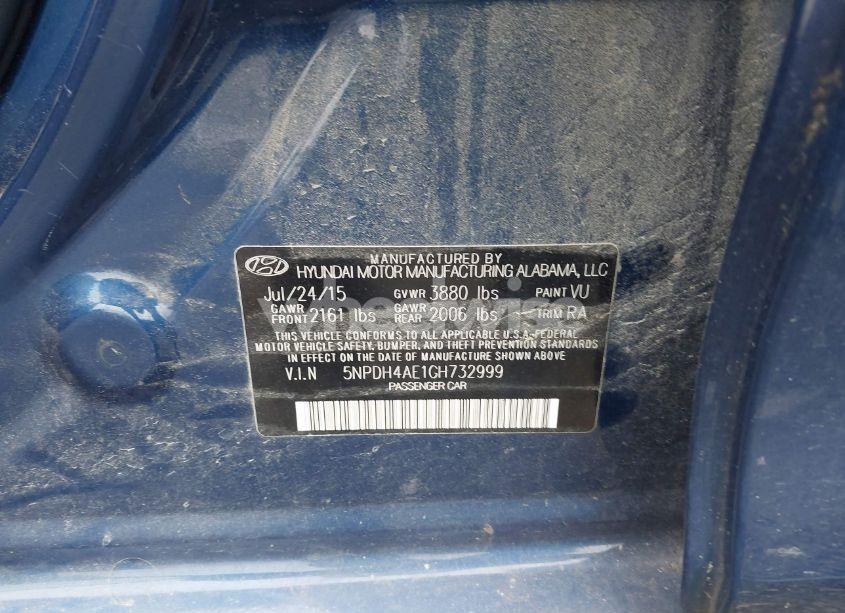 MANUFACTURED BY
HYUNDAI MOTOR MANUFACTURING ALABAMA, LLC
Jul/24/15 GVWR 3880 lbs PAINT VU
GAWR FRONT 2161 lbs GAWR REAR 2006 lbs TRIM RA
THIS VEHICLE CONFORMS TO ALL APPLICABLE U.S.A.-FEDERAL
MOTOR VEHICLE SAFETY, BUMPER, AND THEFT PREVENTION STANDARDS
IN EFFECT ON THE DATE OF MANUFACTURE SHOWN ABOVE
V.I.N 5NPDH4AE1GH732999
PASSENGER CAR